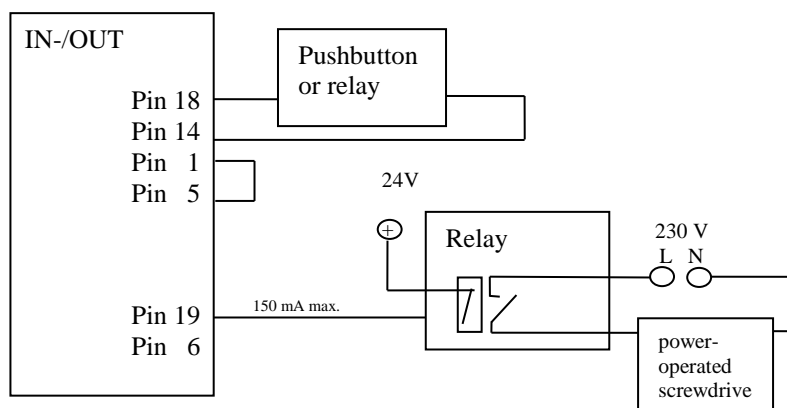 IN-/OUT
Pushbutton
or relay
Pin 18
Pin 14
Pin 1
Pin 5
24V
+
Relay
230 V
L N
150 mA max.
Pin 19
Pin 6
power-
operated
screwdrive